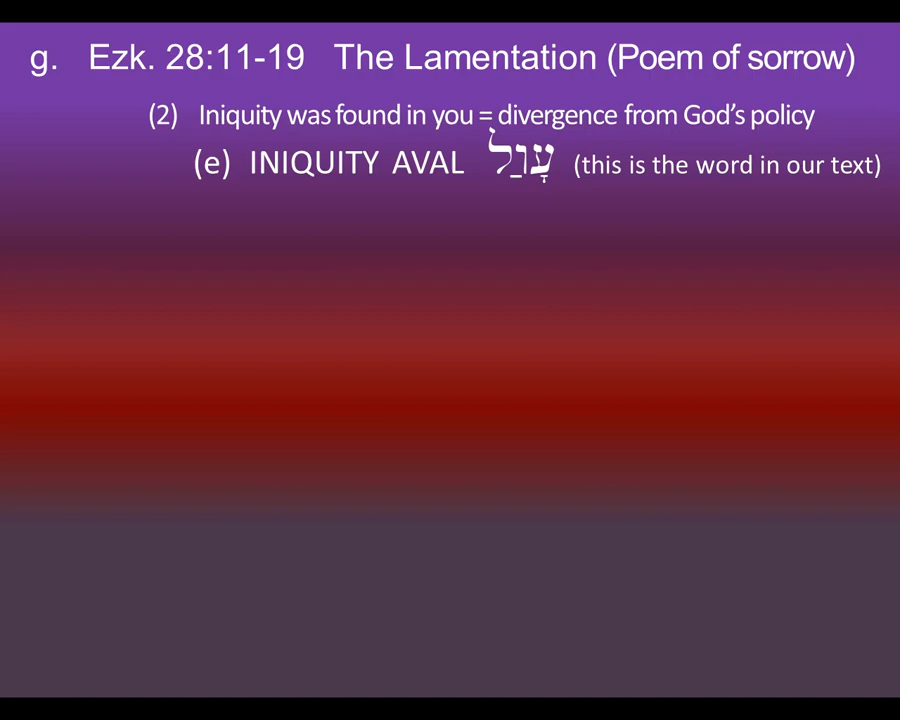 g. Ezk. 28:11-19 The Lamentation (Poem of sorrow)
(2) Iniquity was found in you = divergence from God's policy
(e) INIQUITY AVAL עָוַל (this is the word in our text)